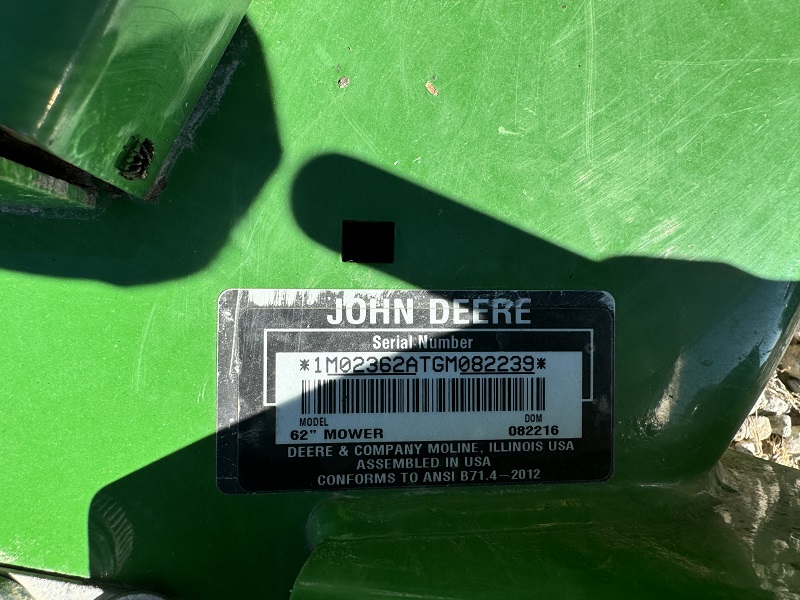 JOHN DEERE
Serial Number
*1M02362ATGM082239*
MODEL DOM
62" MOWER 082216
DEERE & COMPANY MOLINE, ILLINOIS USA
ASSEMBLED IN USA
CONFORMS TO ANSI B71.4-2012